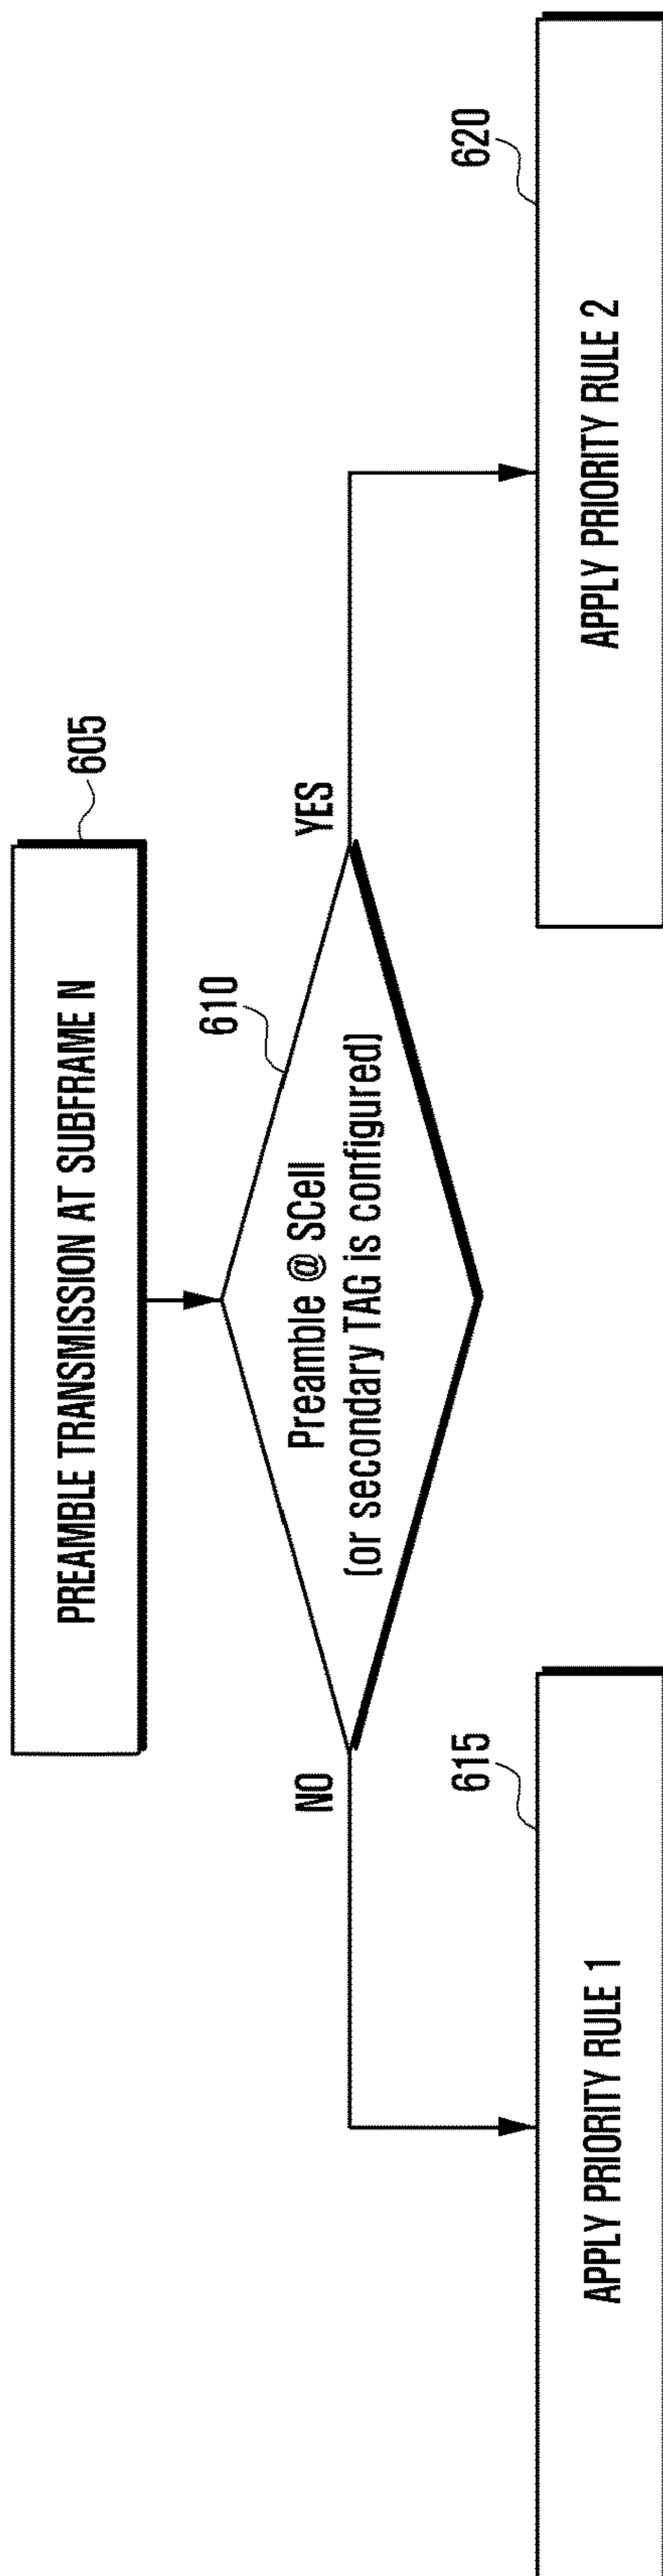 PREAMBLE TRANSMISSION AT SUBFRAME N
605
610
Preamble @ SCell
(or secondary TAG is configured)
NO
YES
615
APPLY PRIORITY RULE 1
620
APPLY PRIORITY RULE 2